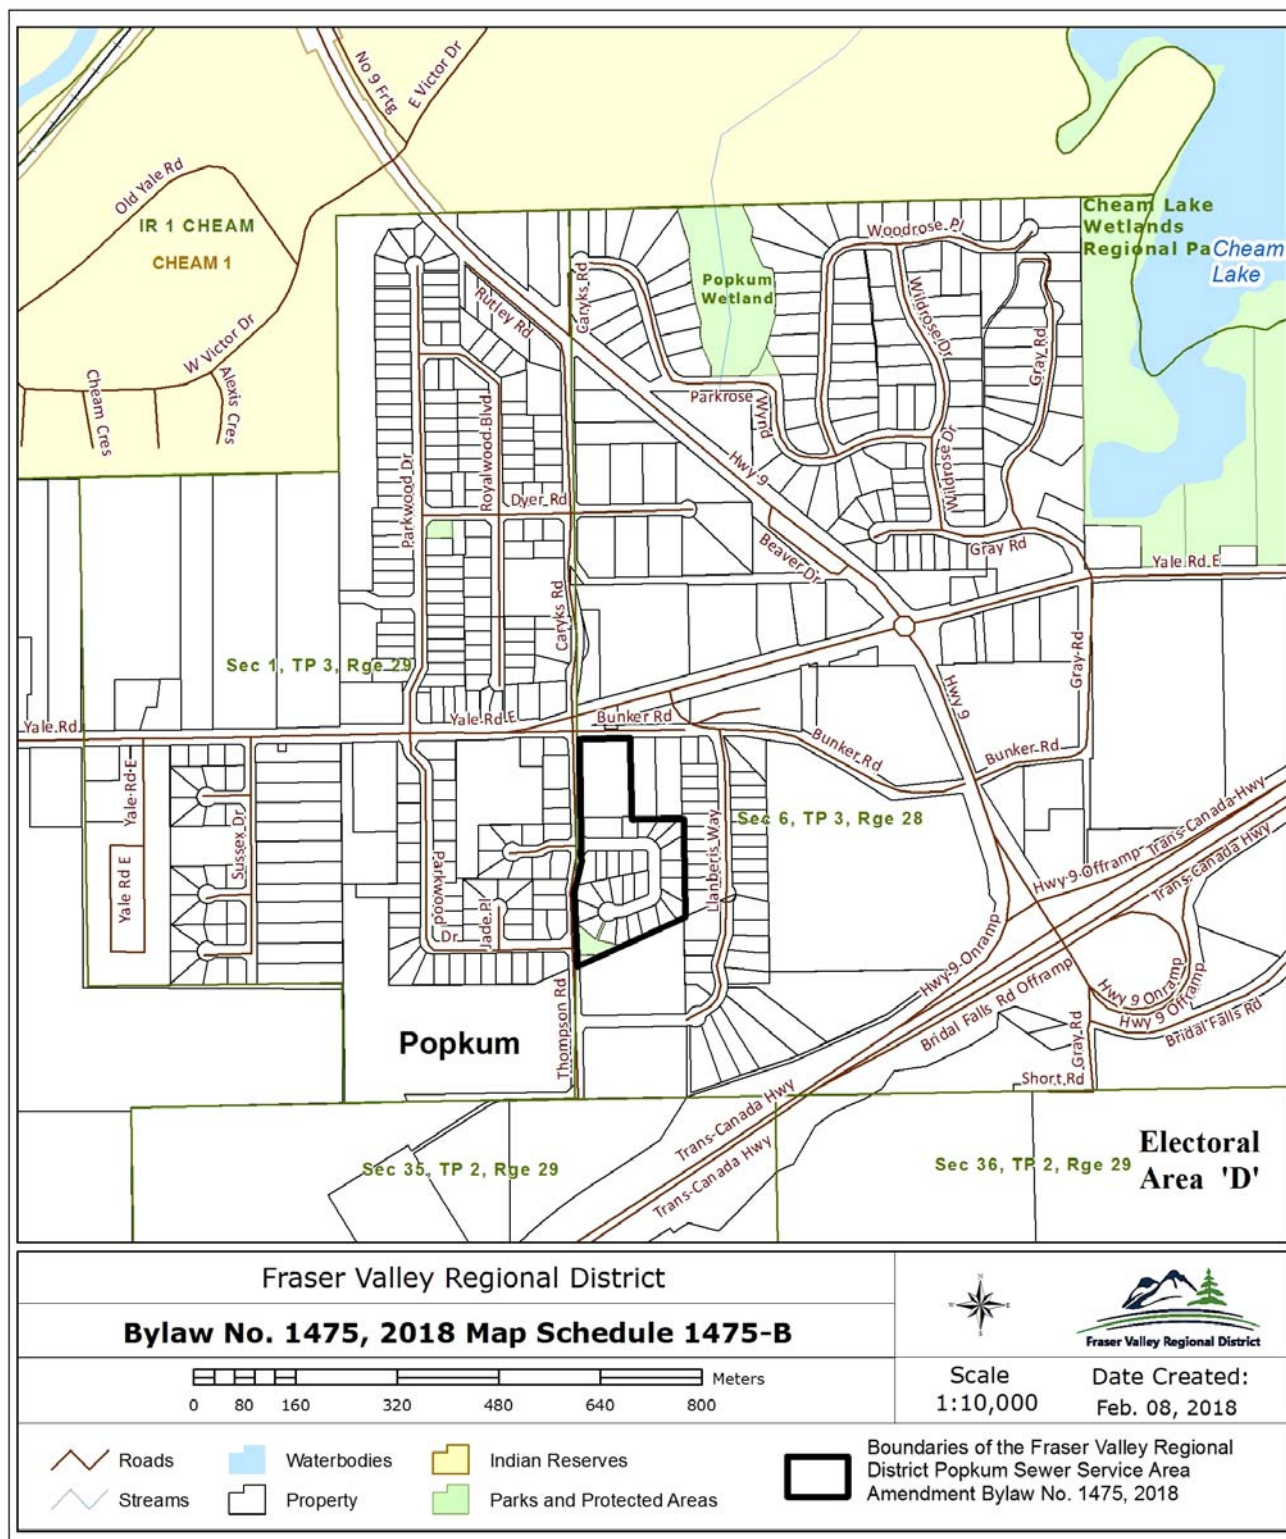 No 9 Frtg
E Victor Dr
Old Yale Rd
IR 1 CHEAM
CHEAM 1
W Victor Dr
Cheam Cres
Alexis Cres
Cheam Lake
Wetlands
Regional Pa
Cheam
Lake
Woodrose Pl
Popkum
Wetland
Caryks Rd
Rutley Rd
Wildrose Dr
Gray Rd
Parkrose
Wynd
Royalwood Blvd
Parkwood Dr
Hwy 9
Dyer Rd
Wildrose Dr
Beaver Dr
Gray Rd
Yale Rd E
Caryks Rd
Sec 1, TP 3, Rge 29
Gray Rd
Hwy 9
Yale Rd
Yale Rd E
Bunker Rd
Bunker Rd
Bunker Rd
Yale Rd E
Sussex Dr
Llanberis Way
Sec 6, TP 3, Rge 28
Trans-Canada Hwy
Trans-Canada Hwy
Hwy 9 Offramp
Yale Rd E
Parkwood
Dr
Jade Pl
Hwy 9 Onramp
Bridal Falls Rd Offramp
Hwy 9 Onramp
Hwy 9 Offramp
Bridal Falls Rd
Popkum
Thompson Rd
Gray Rd
Short Rd
Trans-Canada Hwy
Trans-Canada Hwy
Sec 35, TP 2, Rge 29
Sec 36, TP 2, Rge 29
Electoral
Area 'D'
Fraser Valley Regional District
Bylaw No. 1475, 2018 Map Schedule 1475-B
Meters
0 80 160 320 480 640 800
N
W E
S
Fraser Valley Regional District
Scale
1:10,000
Date Created:
Feb. 08, 2018
Roads
Waterbodies
Indian Reserves
Streams
Property
Parks and Protected Areas
Boundaries of the Fraser Valley Regional
District Popkum Sewer Service Area
Amendment Bylaw No. 1475, 2018